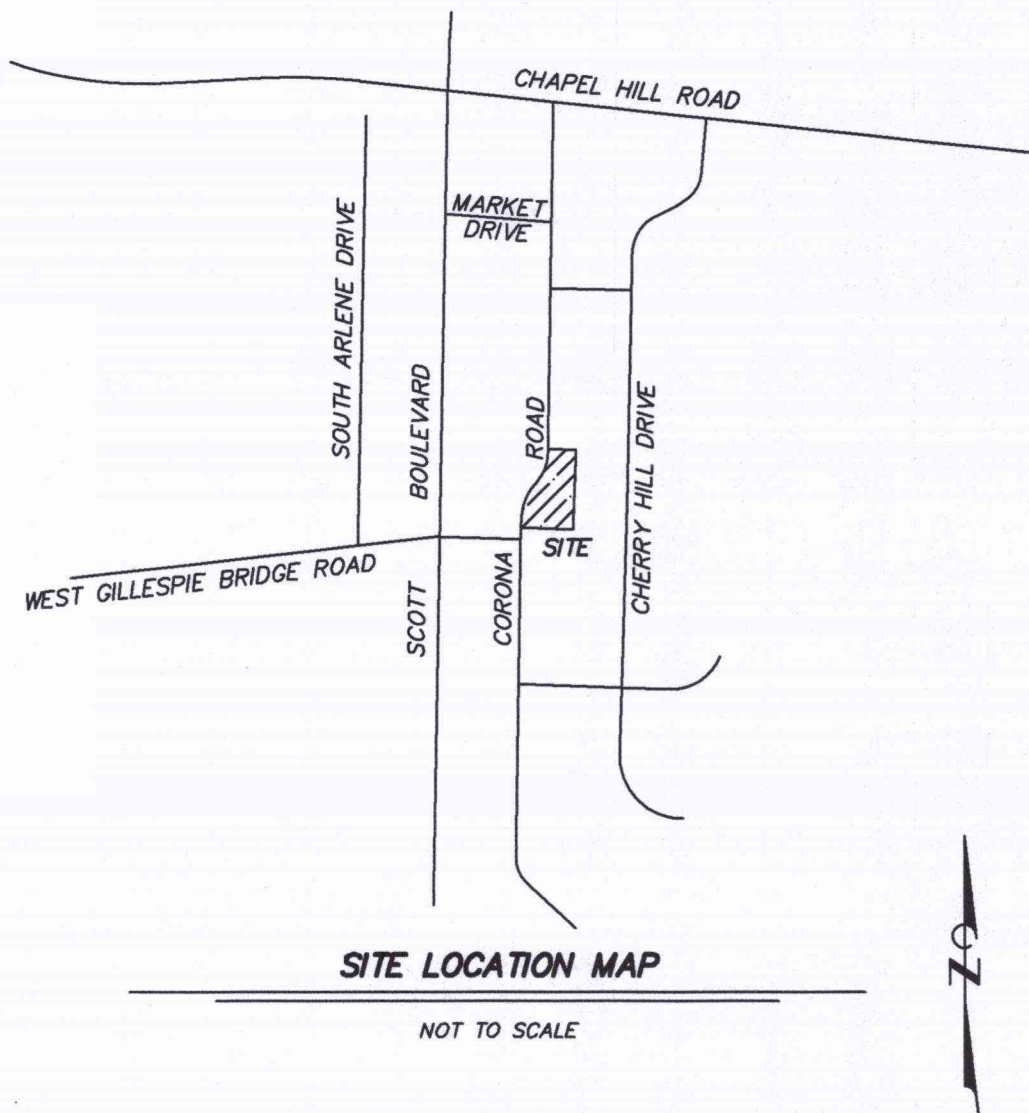 CHAPEL HILL ROAD
MARKET
DRIVE
SOUTH ARLENE DRIVE
BOULEVARD
ROAD
CHERRY HILL DRIVE
SITE
WEST GILLESPIE BRIDGE ROAD
SCOTT
CORONA
SITE LOCATION MAP
NOT TO SCALE
N